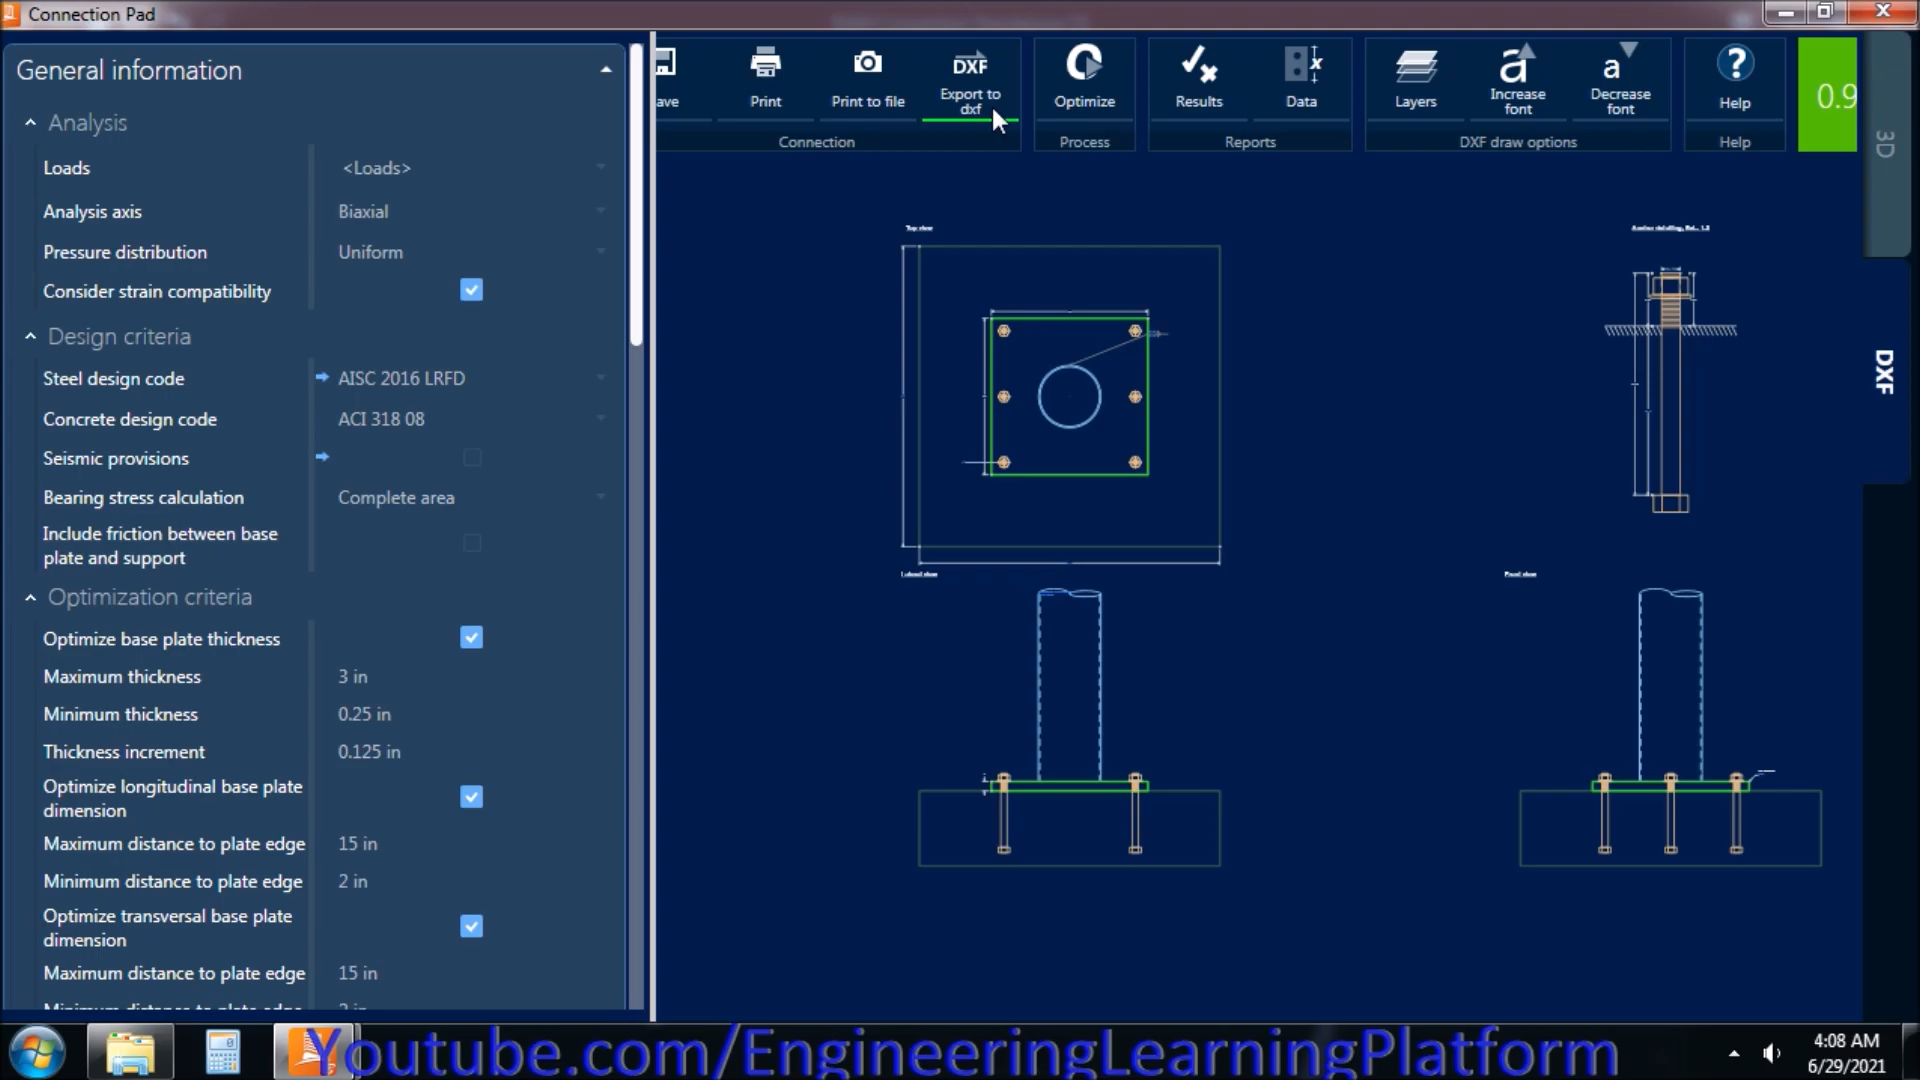 Connection Pad
General information
Analysis
Loads
<Loads>
Analysis axis
Biaxial
Pressure distribution
Uniform
Consider strain compatibility
Design criteria
Steel design code
AISC 2016 LRFD
Concrete design code
ACI 318 08
Seismic provisions
Bearing stress calculation
Complete area
Include friction between base
plate and support
Optimization criteria
Optimize base plate thickness
Maximum thickness
3 in
Minimum thickness
0.25 in
Thickness increment
0.125 in
Optimize longitudinal base plate
dimension
Maximum distance to plate edge
15 in
Minimum distance to plate edge
2 in
Optimize transversal base plate
dimension
Maximum distance to plate edge
15 in
ave
Print
Print to file
DXF
Export to
dxf
Connection
Optimize
Process
Results
Data
Reports
Layers
Increase
font
Decrease
font
DXF draw options
Help
Help
0.9
3D
DXF
Top view
Lateral view
Front view
Youtube.com/EngineeringLearningPlatform
4:08 AM
6/29/2021